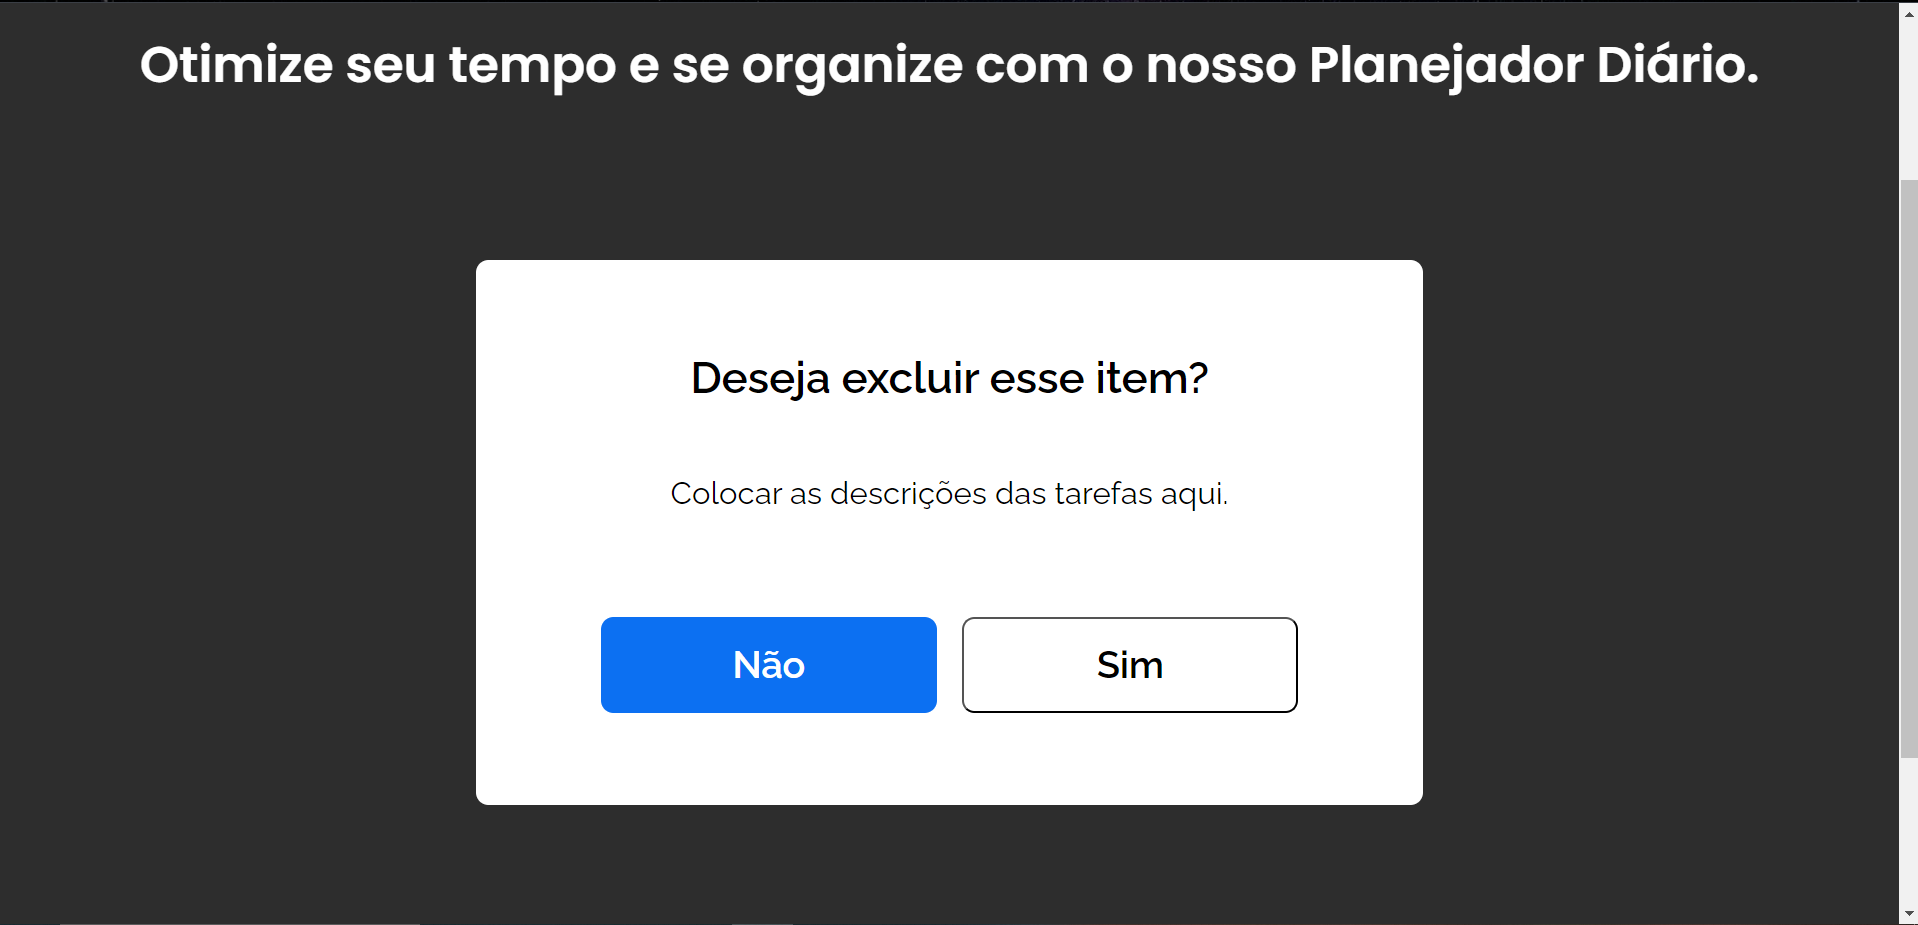 Otimize seu tempo e se organize com o nosso Planejador Diário.
Deseja excluir esse item?
Colocar as descrições das tarefas aqui.
Não
Sim